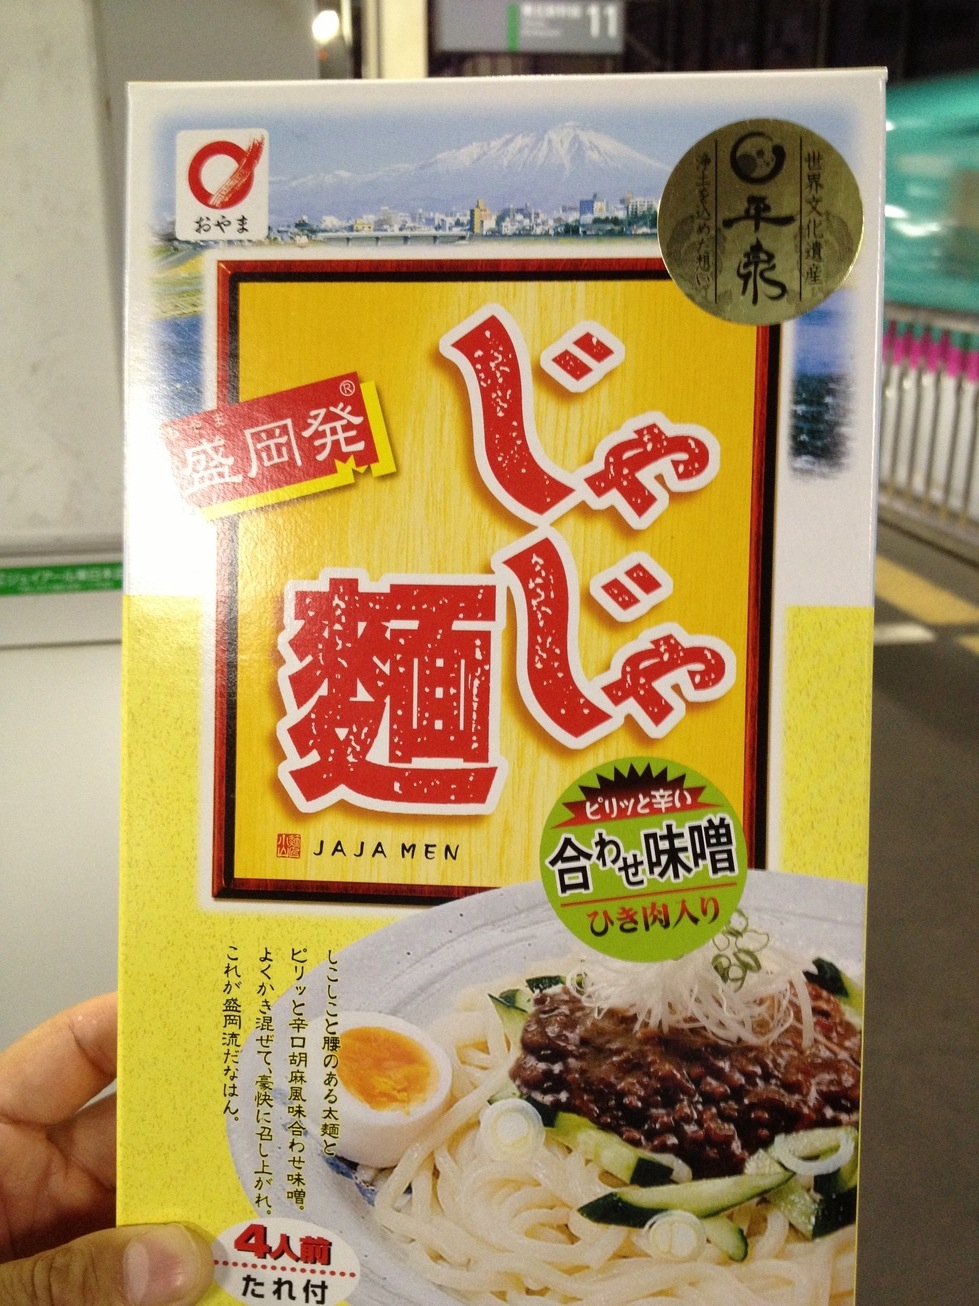 11
おやま
世界文化遺産
平泉
浄土を込めた想い
盛岡発
®
じゃじゃ
麺
JAJA MEN
ピリッと辛い
合わせ味噌
ひき肉入り
しこしこと腰のある太麺と
ピリッと辛口胡麻風味合わせ味噌。
よくかき混ぜて、豪快に召し上がれ。
これが盛岡流だなはん。
4人前
たれ付